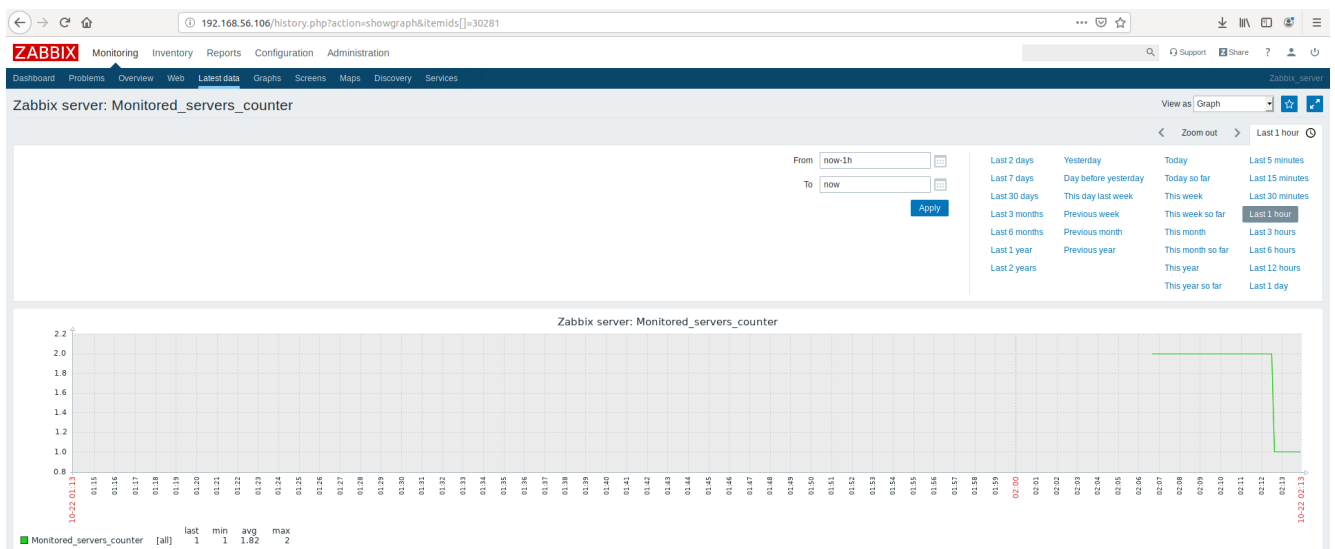 192.168.56.106/history.php?action=showgraph&itemids[]=30281
ZABBIX Monitoring Inventory Reports Configuration Administration Support Z Share ?
Dashboard Problems Overview Web Latest data Graphs Screens Maps Discovery Services Zabbix_server
Zabbix server: Monitored_servers_counter View as Graph
Zoom out Last 1 hour
From now-1h
To now
Apply
Last 2 days Yesterday Today Last 5 minutes
Last 7 days Day before yesterday Today so far Last 15 minutes
Last 30 days This day last week This week Last 30 minutes
Last 3 months Previous week This week so far Last 1 hour
Last 6 months Previous month This month Last 3 hours
Last 1 year Previous year This month so far Last 6 hours
Last 2 years This year Last 12 hours
This year so far Last 1 day
Zabbix server: Monitored_servers_counter
2.2
2.0
1.8
1.6
1.4
1.2
1.0
0.8
10-22 01:13 01:15 01:16 01:17 01:18 01:19 01:20 01:21 01:22 01:23 01:24 01:25 01:26 01:27 01:28 01:29 01:30 01:31 01:32 01:33 01:34 01:35 01:36 01:37 01:38 01:39 01:40 01:41 01:42 01:43 01:44 01:45 01:46 01:47 01:48 01:49 01:50 01:51 01:52 01:53 01:54 01:55 01:56 01:57 01:58 01:59 02:00 02:01 02:02 02:03 02:04 02:05 02:06 02:07 02:08 02:09 02:10 02:11 02:12 02:13 10-22 02:13
last min avg max
Monitored_servers_counter [all] 1 1 1.82 2